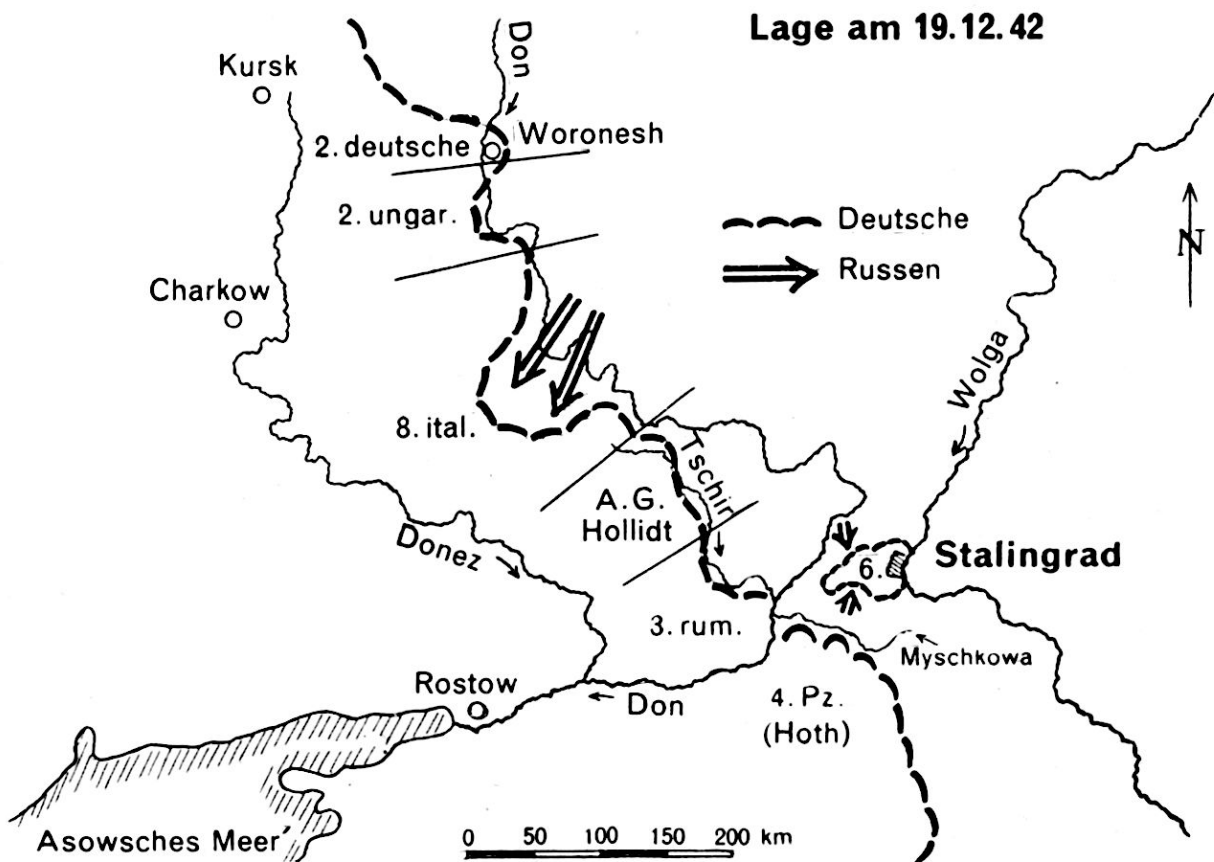 Lage am 19.12.42
Kursk
Don
2. deutsche
Woronesh
2. ungar.
Deutsche
N
Russen
Charkow
Wolga
8. ital.
Tschir
A.G.
Hollidt
Donez
6.
Stalingrad
3. rum.
Myschkowa
Rostow
Don
4. Pz.
(Hoth)
0 50 100 150 200 km
Asowsches Meer